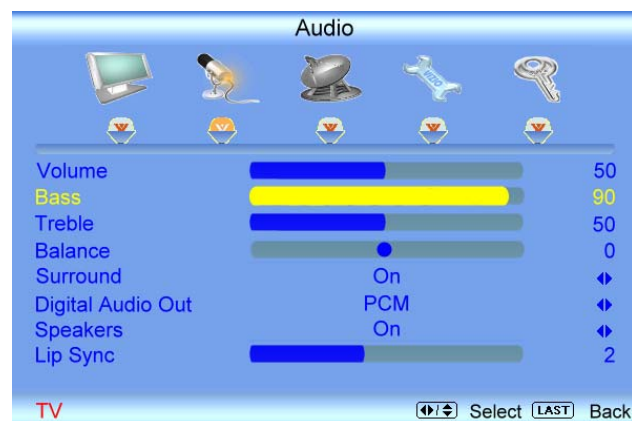 Audio
VIZIO
Volume 50
Bass 90
Treble 50
Balance 0
Surround On
Digital Audio Out PCM
Speakers On
Lip Sync 2
TV Select LAST Back